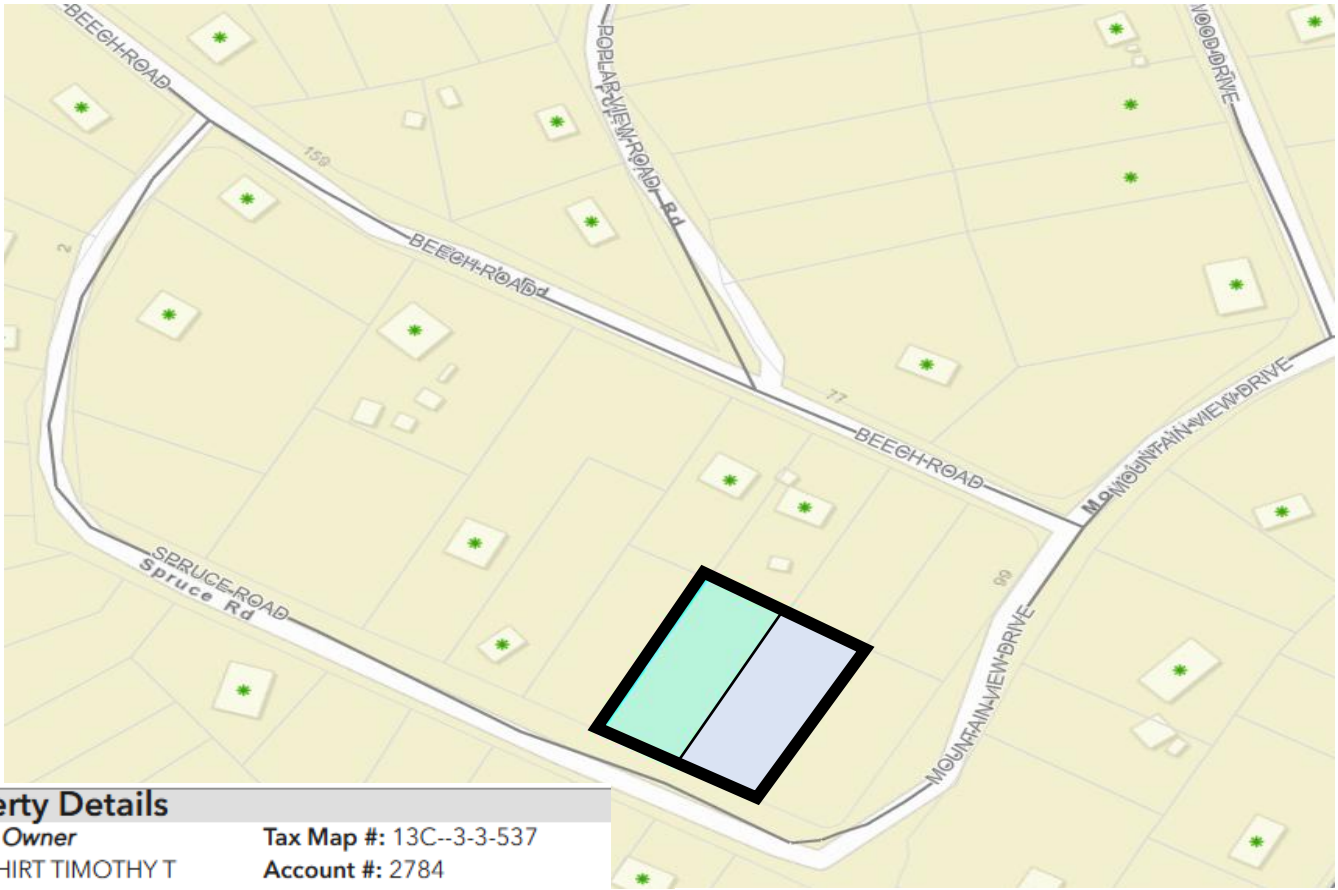 BEECH-ROAD
POPLAR-VIEW-ROAD
Rd
WOOD-DRIVE
159
2
BEECH-ROAD
Rd
77
BEECH-ROAD
MOUNTAIN-VIEW-DRIVE
Mo
99
SPRUCE-ROAD
Spruce Rd
MOUNTAIN-VIEW-DRIVE
erty Details
Owner Tax Map #: 13C--3-3-537
HIRT TIMOTHY T Account #: 2784